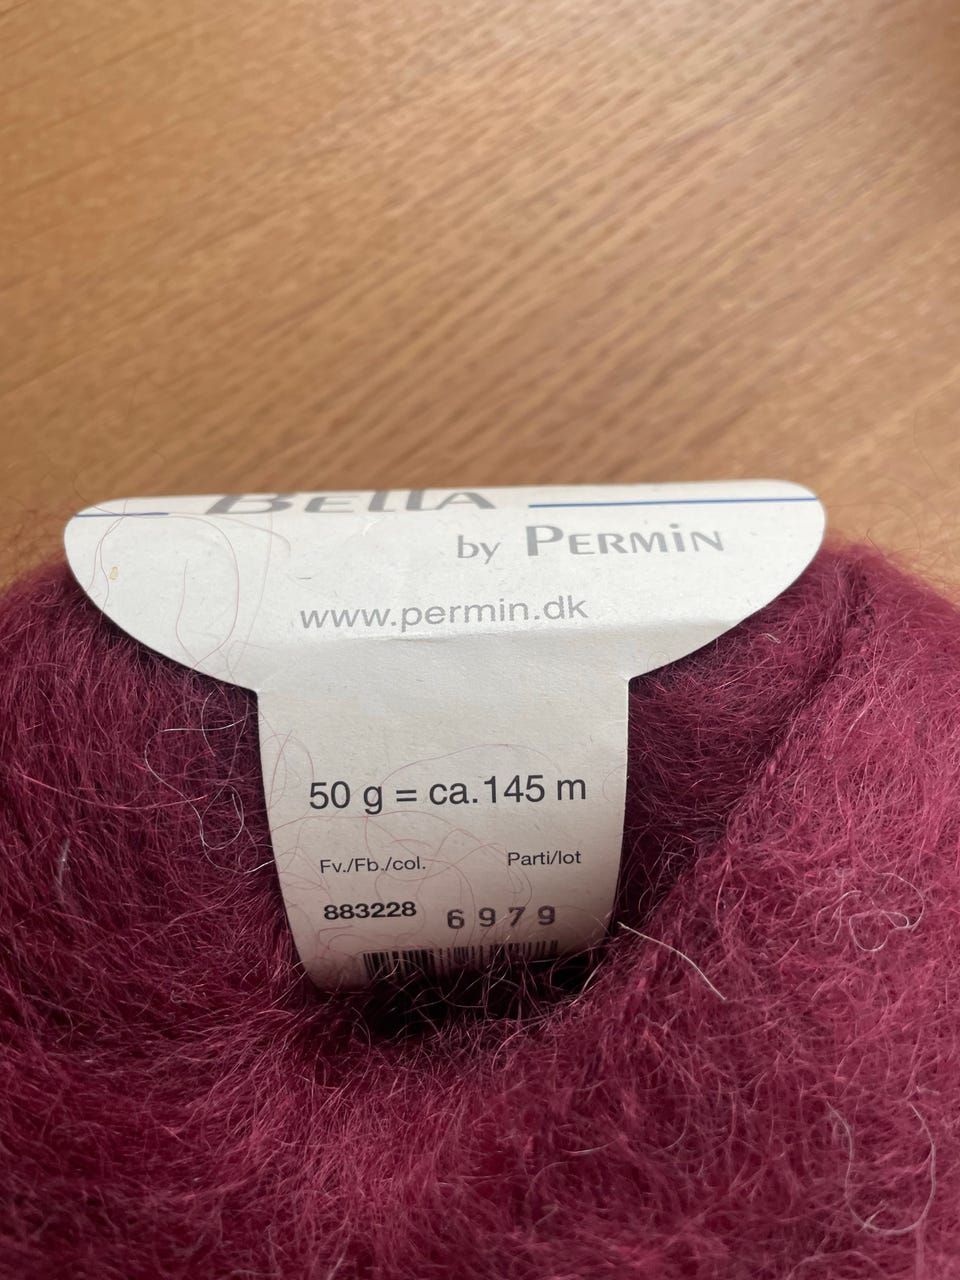 BELLA
by PERMIN
www.permin.dk
50 g = ca.145 m
Fv./Fb./col. Parti/lot
883228 6979